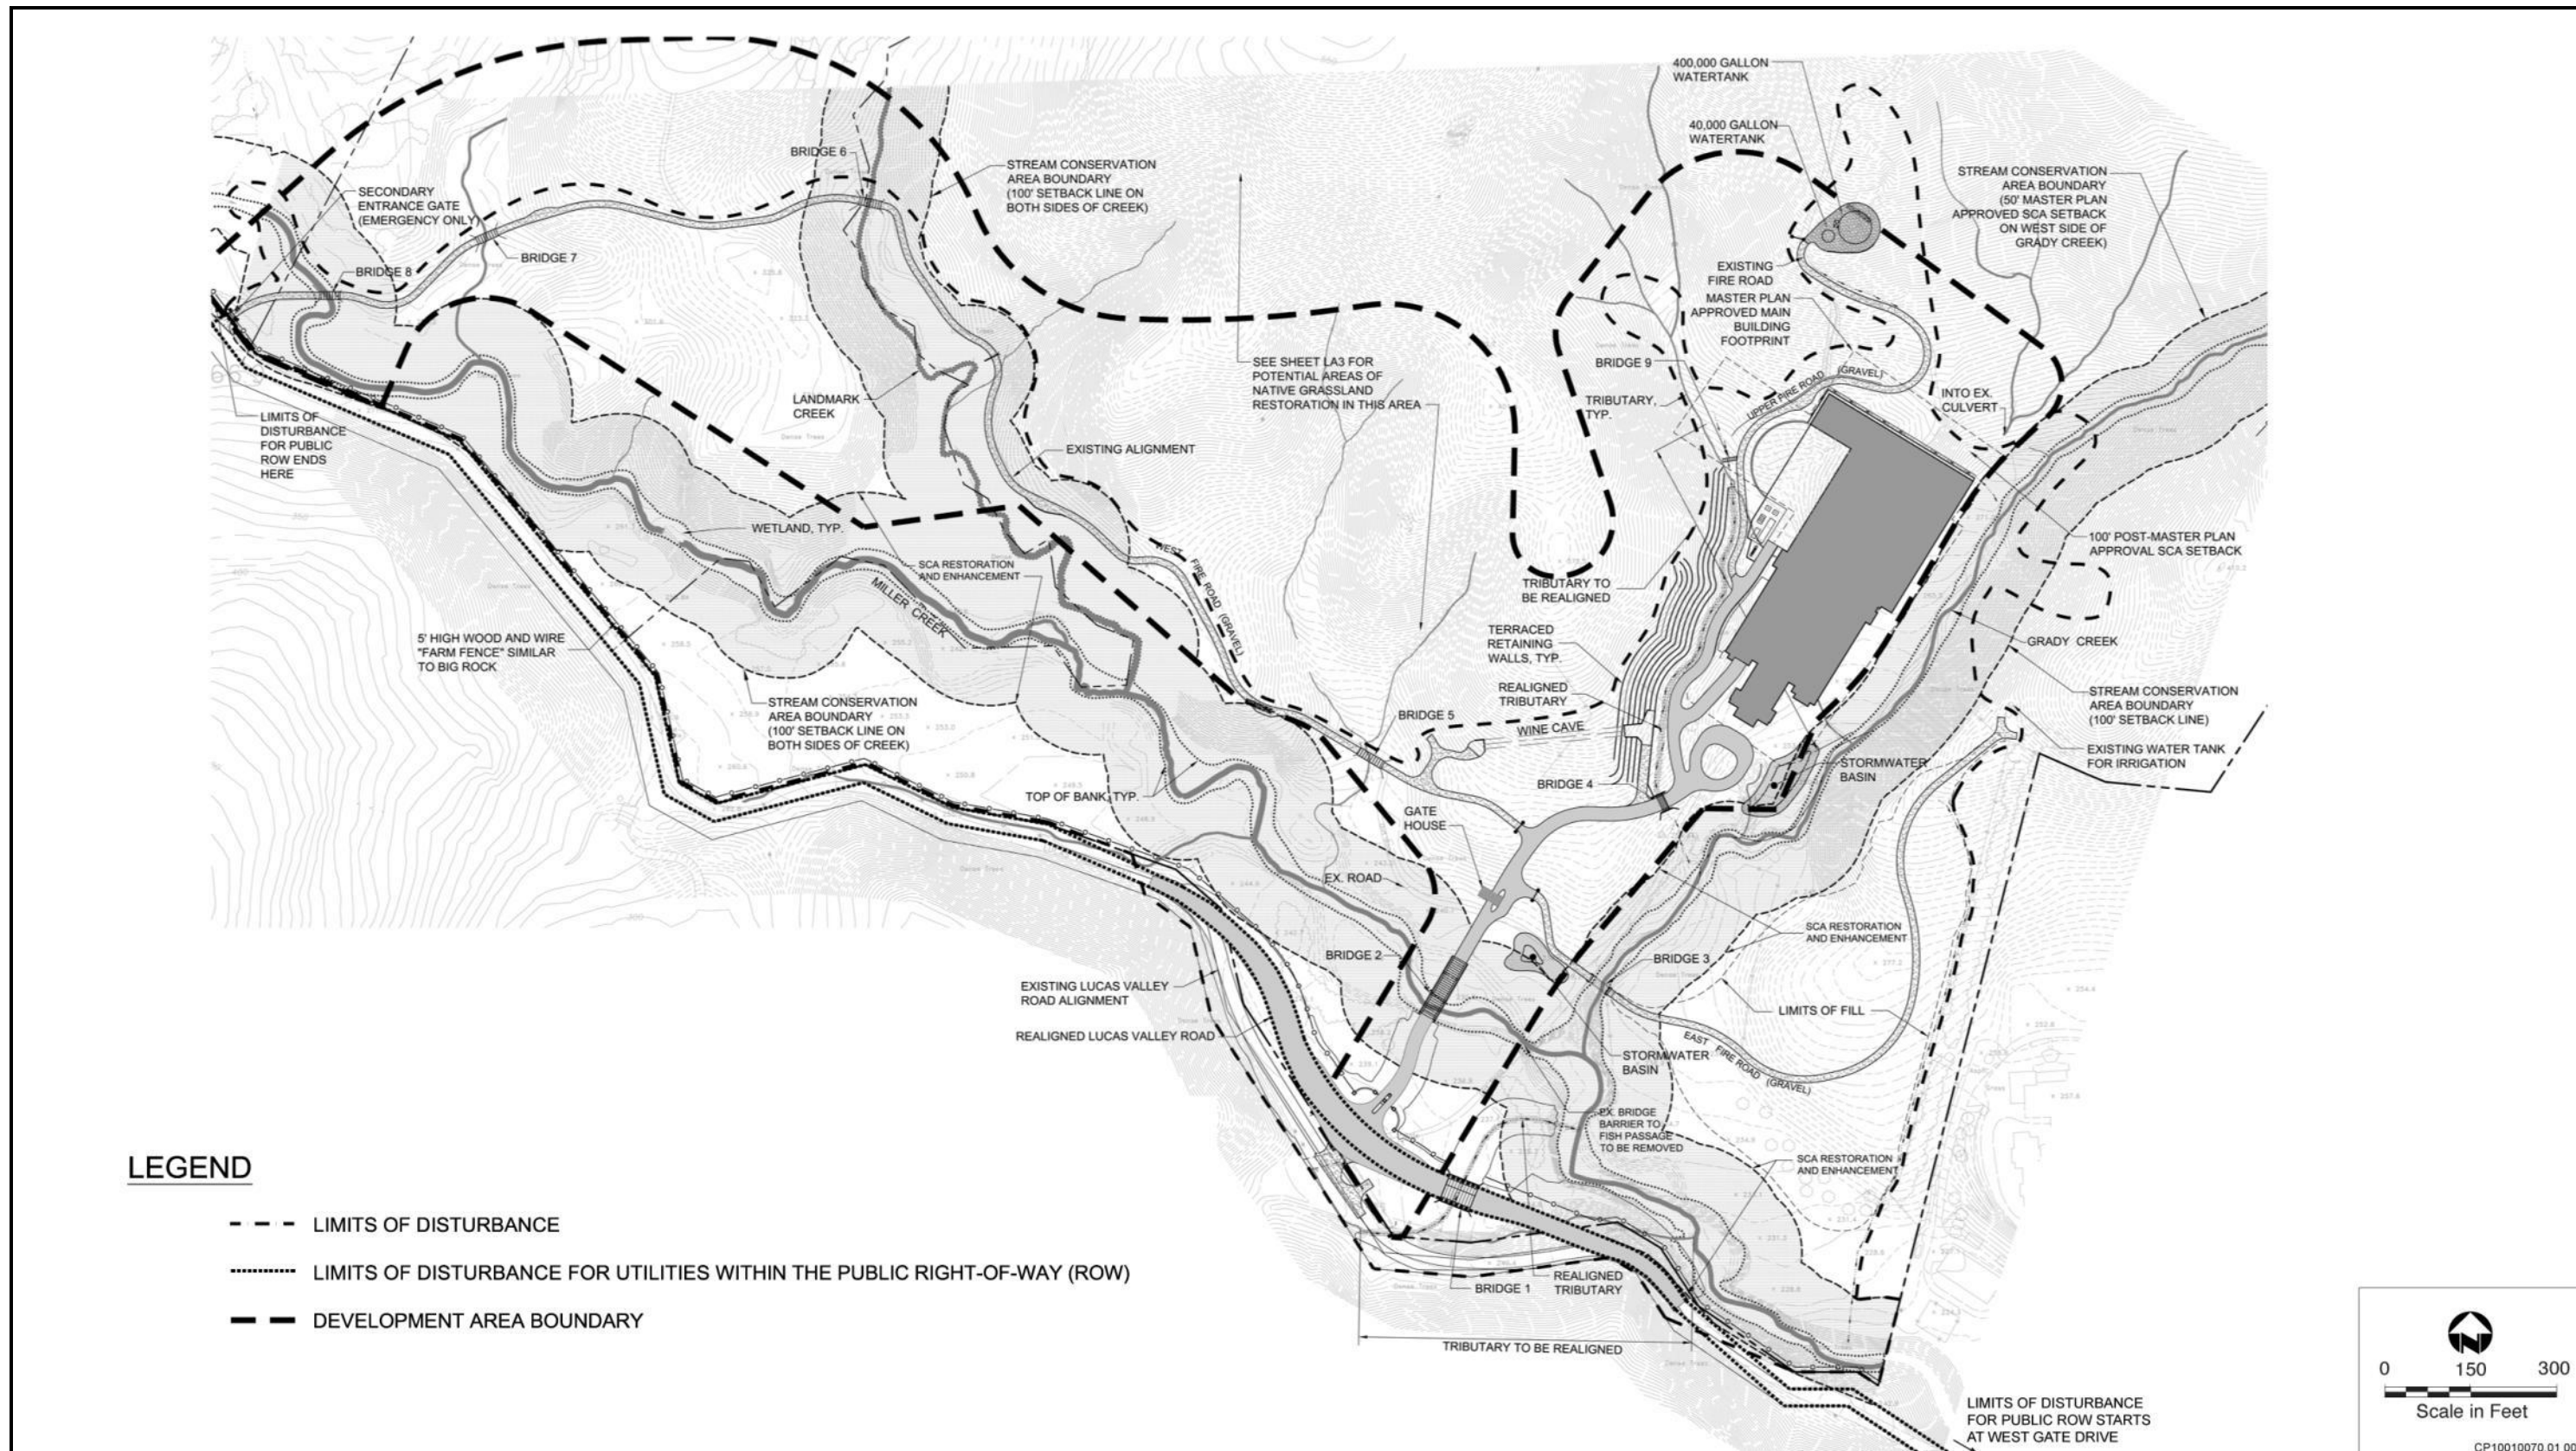 400,000 GALLON
WATERTANK
40,000 GALLON
WATERTANK
BRIDGE 6
STREAM CONSERVATION
AREA BOUNDARY
(100' SETBACK LINE ON
BOTH SIDES OF CREEK)
STREAM CONSERVATION
AREA BOUNDARY
(50' MASTER PLAN
APPROVED SCA SETBACK
ON WEST SIDE OF
GRADY CREEK)
SECONDARY
ENTRANCE GATE
(EMERGENCY ONLY)
BRIDGE 7
BRIDGE 8
EXISTING
FIRE ROAD
MASTER PLAN
APPROVED MAIN
BUILDING
FOOTPRINT
SEE SHEET LA3 FOR
POTENTIAL AREAS OF
NATIVE GRASSLAND
RESTORATION IN THIS AREA
BRIDGE 9
UPPER FIRE ROAD (GRAVEL)
INTO EX.
CULVERT
TRIBUTARY,
TYP.
LANDMARK
CREEK
LIMITS OF
DISTURBANCE
FOR PUBLIC
ROW ENDS
HERE
EXISTING ALIGNMENT
WETLAND, TYP.
100' POST-MASTER PLAN
APPROVAL SCA SETBACK
SCA RESTORATION
AND ENHANCEMENT
WEST FIRE ROAD (GRAVEL)
MILLER CREEK
TRIBUTARY TO
BE REALIGNED
5' HIGH WOOD AND WIRE
"FARM FENCE" SIMILAR
TO BIG ROCK
TERRACED
RETAINING
WALLS, TYP.
GRADY CREEK
REALIGNED
TRIBUTARY
STREAM CONSERVATION
AREA BOUNDARY
(100' SETBACK LINE)
STREAM CONSERVATION
AREA BOUNDARY
(100' SETBACK LINE ON
BOTH SIDES OF CREEK)
BRIDGE 5
WINE CAVE
EXISTING WATER TANK
FOR IRRIGATION
STORMWATER
BASIN
BRIDGE 4
TOP OF BANK, TYP.
GATE
HOUSE
EX. ROAD
SCA RESTORATION
AND ENHANCEMENT
BRIDGE 2
BRIDGE 3
EXISTING LUCAS VALLEY
ROAD ALIGNMENT
LIMITS OF FILL
REALIGNED LUCAS VALLEY ROAD
EAST FIRE ROAD (GRAVEL)
STORMWATER
BASIN
EX. BRIDGE
BARRIER TO
FISH PASSAGE
TO BE REMOVED
SCA RESTORATION
AND ENHANCEMENT
BRIDGE 1
REALIGNED
TRIBUTARY
TRIBUTARY TO BE REALIGNED
LEGEND
LIMITS OF DISTURBANCE
LIMITS OF DISTURBANCE FOR UTILITIES WITHIN THE PUBLIC RIGHT-OF-WAY (ROW)
DEVELOPMENT AREA BOUNDARY
LIMITS OF DISTURBANCE
FOR PUBLIC ROW STARTS
AT WEST GATE DRIVE
N
0 150 300
Scale in Feet